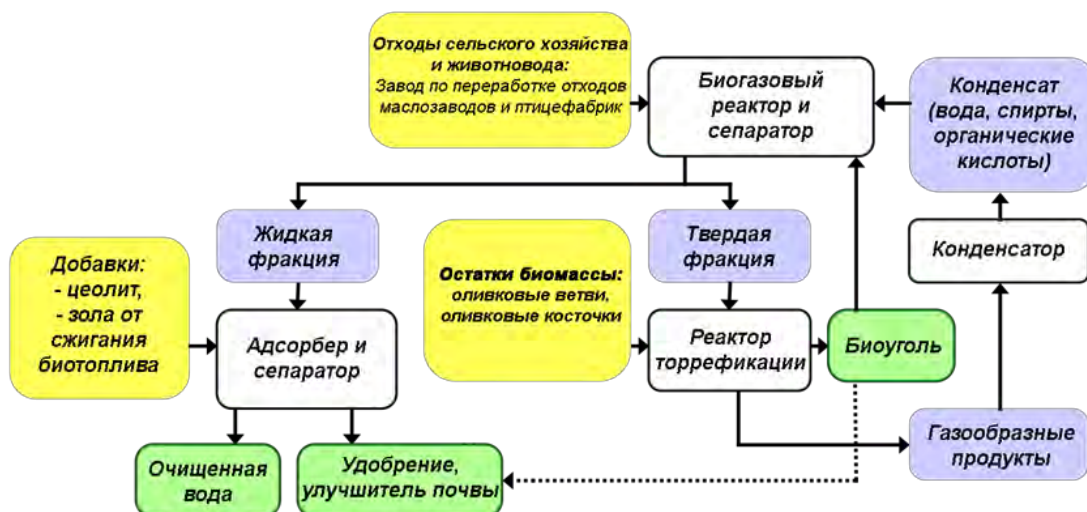 Отходы сельского хозяйства
и животновода:
Завод по переработке отходов
маслозаводов и птицефабрик
Биогазовый
реактор и
сепаратор
Конденсат
(вода, спирты,
органические
кислоты)
Жидкая
фракция
Твердая
фракция
Конденсатор
Добавки:
- цеолит,
- зола от
сжигания
биотоплива
Остатки биомассы:
оливковые ветви,
оливковые косточки
Адсорбер и
сепаратор
Реактор
торрефикации
Биоуголь
Газообразные
продукты
Очищенная
вода
Удобрение,
улучшитель почвы